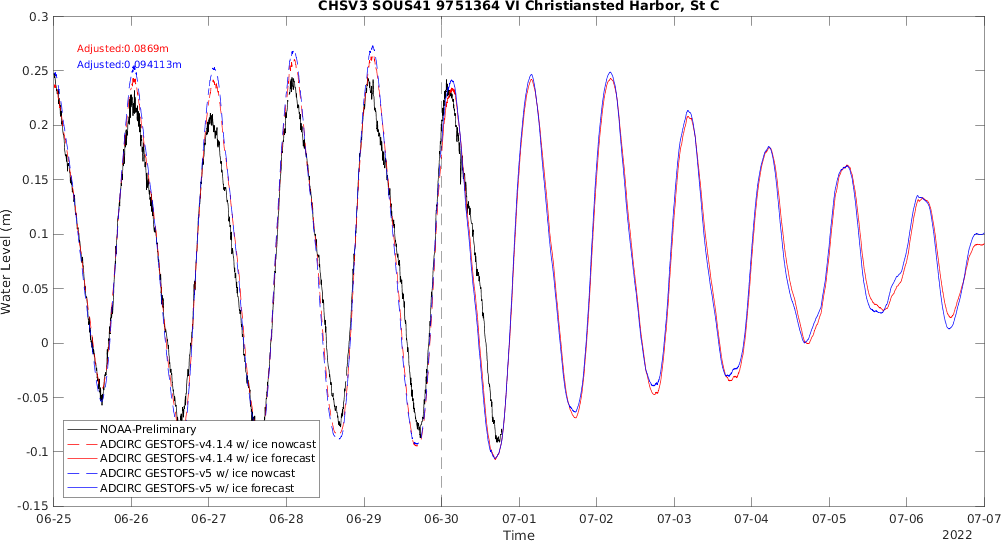 CHSV3 SOUS41 9751364 VI Christiansted Harbor, St C
Adjusted:0.0869m
Adjusted:0.094113m
0.3
0.25
0.2
0.15
0.1
0.05
0
-0.05
-0.1
-0.15
Water Level (m)
NOAA-Preliminary
ADCIRC GESTOFS-v4.1.4 w/ ice nowcast
ADCIRC GESTOFS-v4.1.4 w/ ice forecast
ADCIRC GESTOFS-v5 w/ ice nowcast
ADCIRC GESTOFS-v5 w/ ice forecast
06-25 06-26 06-27 06-28 06-29 06-30 07-01 07-02 07-03 07-04 07-05 07-06 07-07
Time
2022